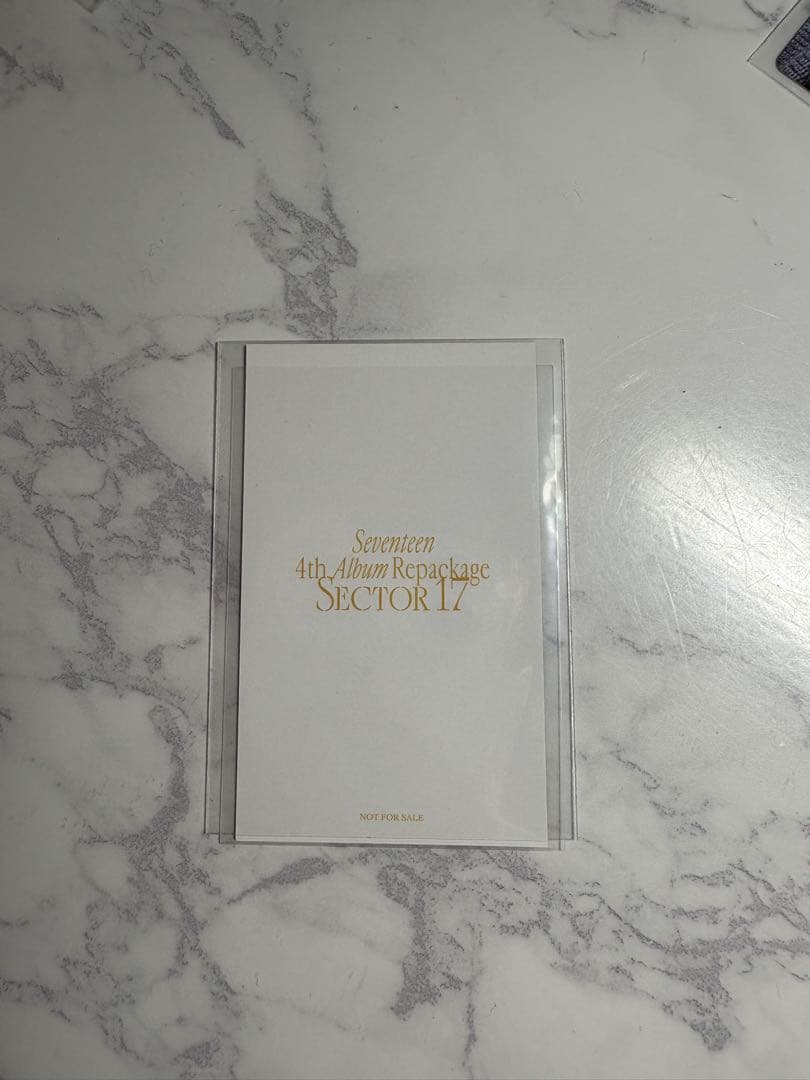 Seventeen
4th Album Repackage
SECTOR 17
NOT FOR SALE